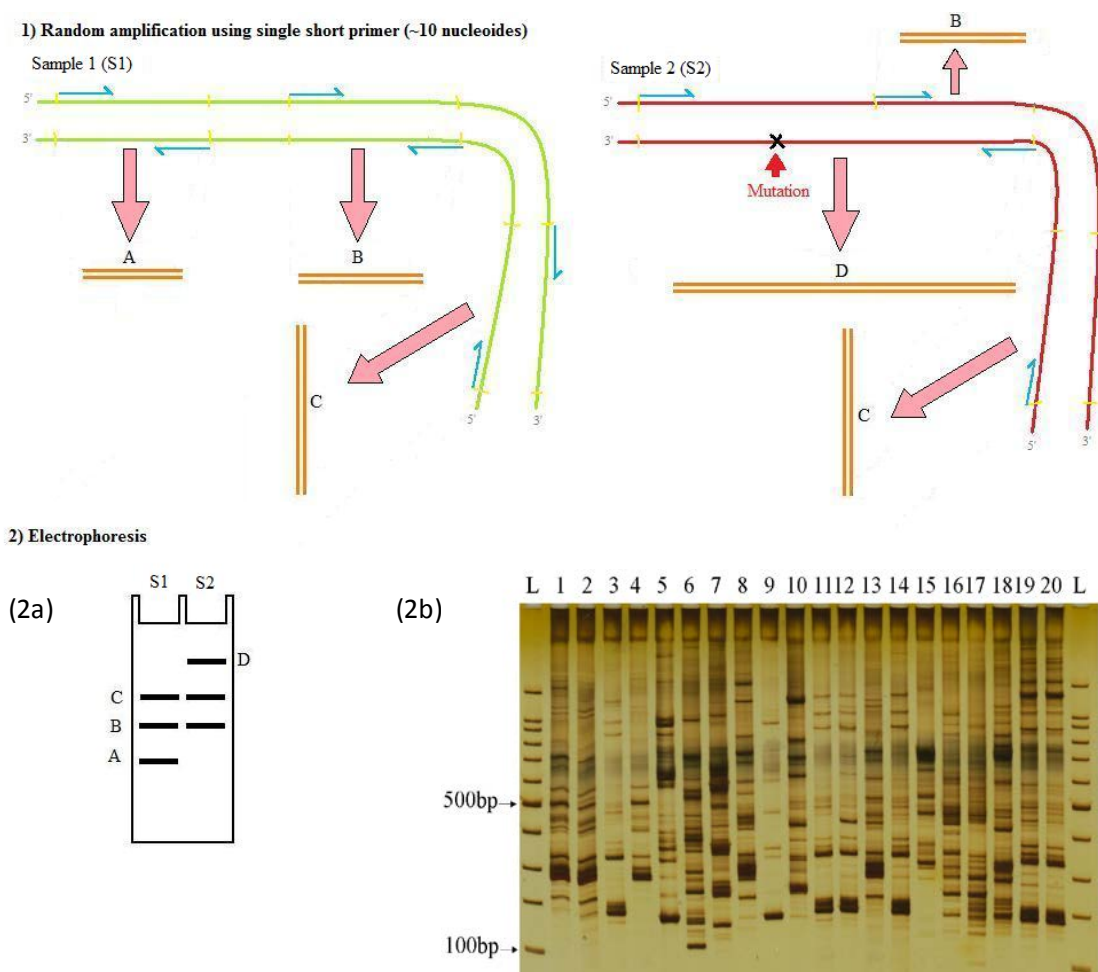 1) Random amplification using single short primer (~10 nucleoides)
Sample 1 (S1)
5'
3'
A
B
C
5'
3'
B
Sample 2 (S2)
5'
3'
Mutation
D
C
5'
3'
2) Electrophoresis
(2a)
S1 S2
D
C
B
A
(2b)
L 1 2 3 4 5 6 7 8 9 10 11 12 13 14 15 16 17 18 19 20 L
500bp
100bp